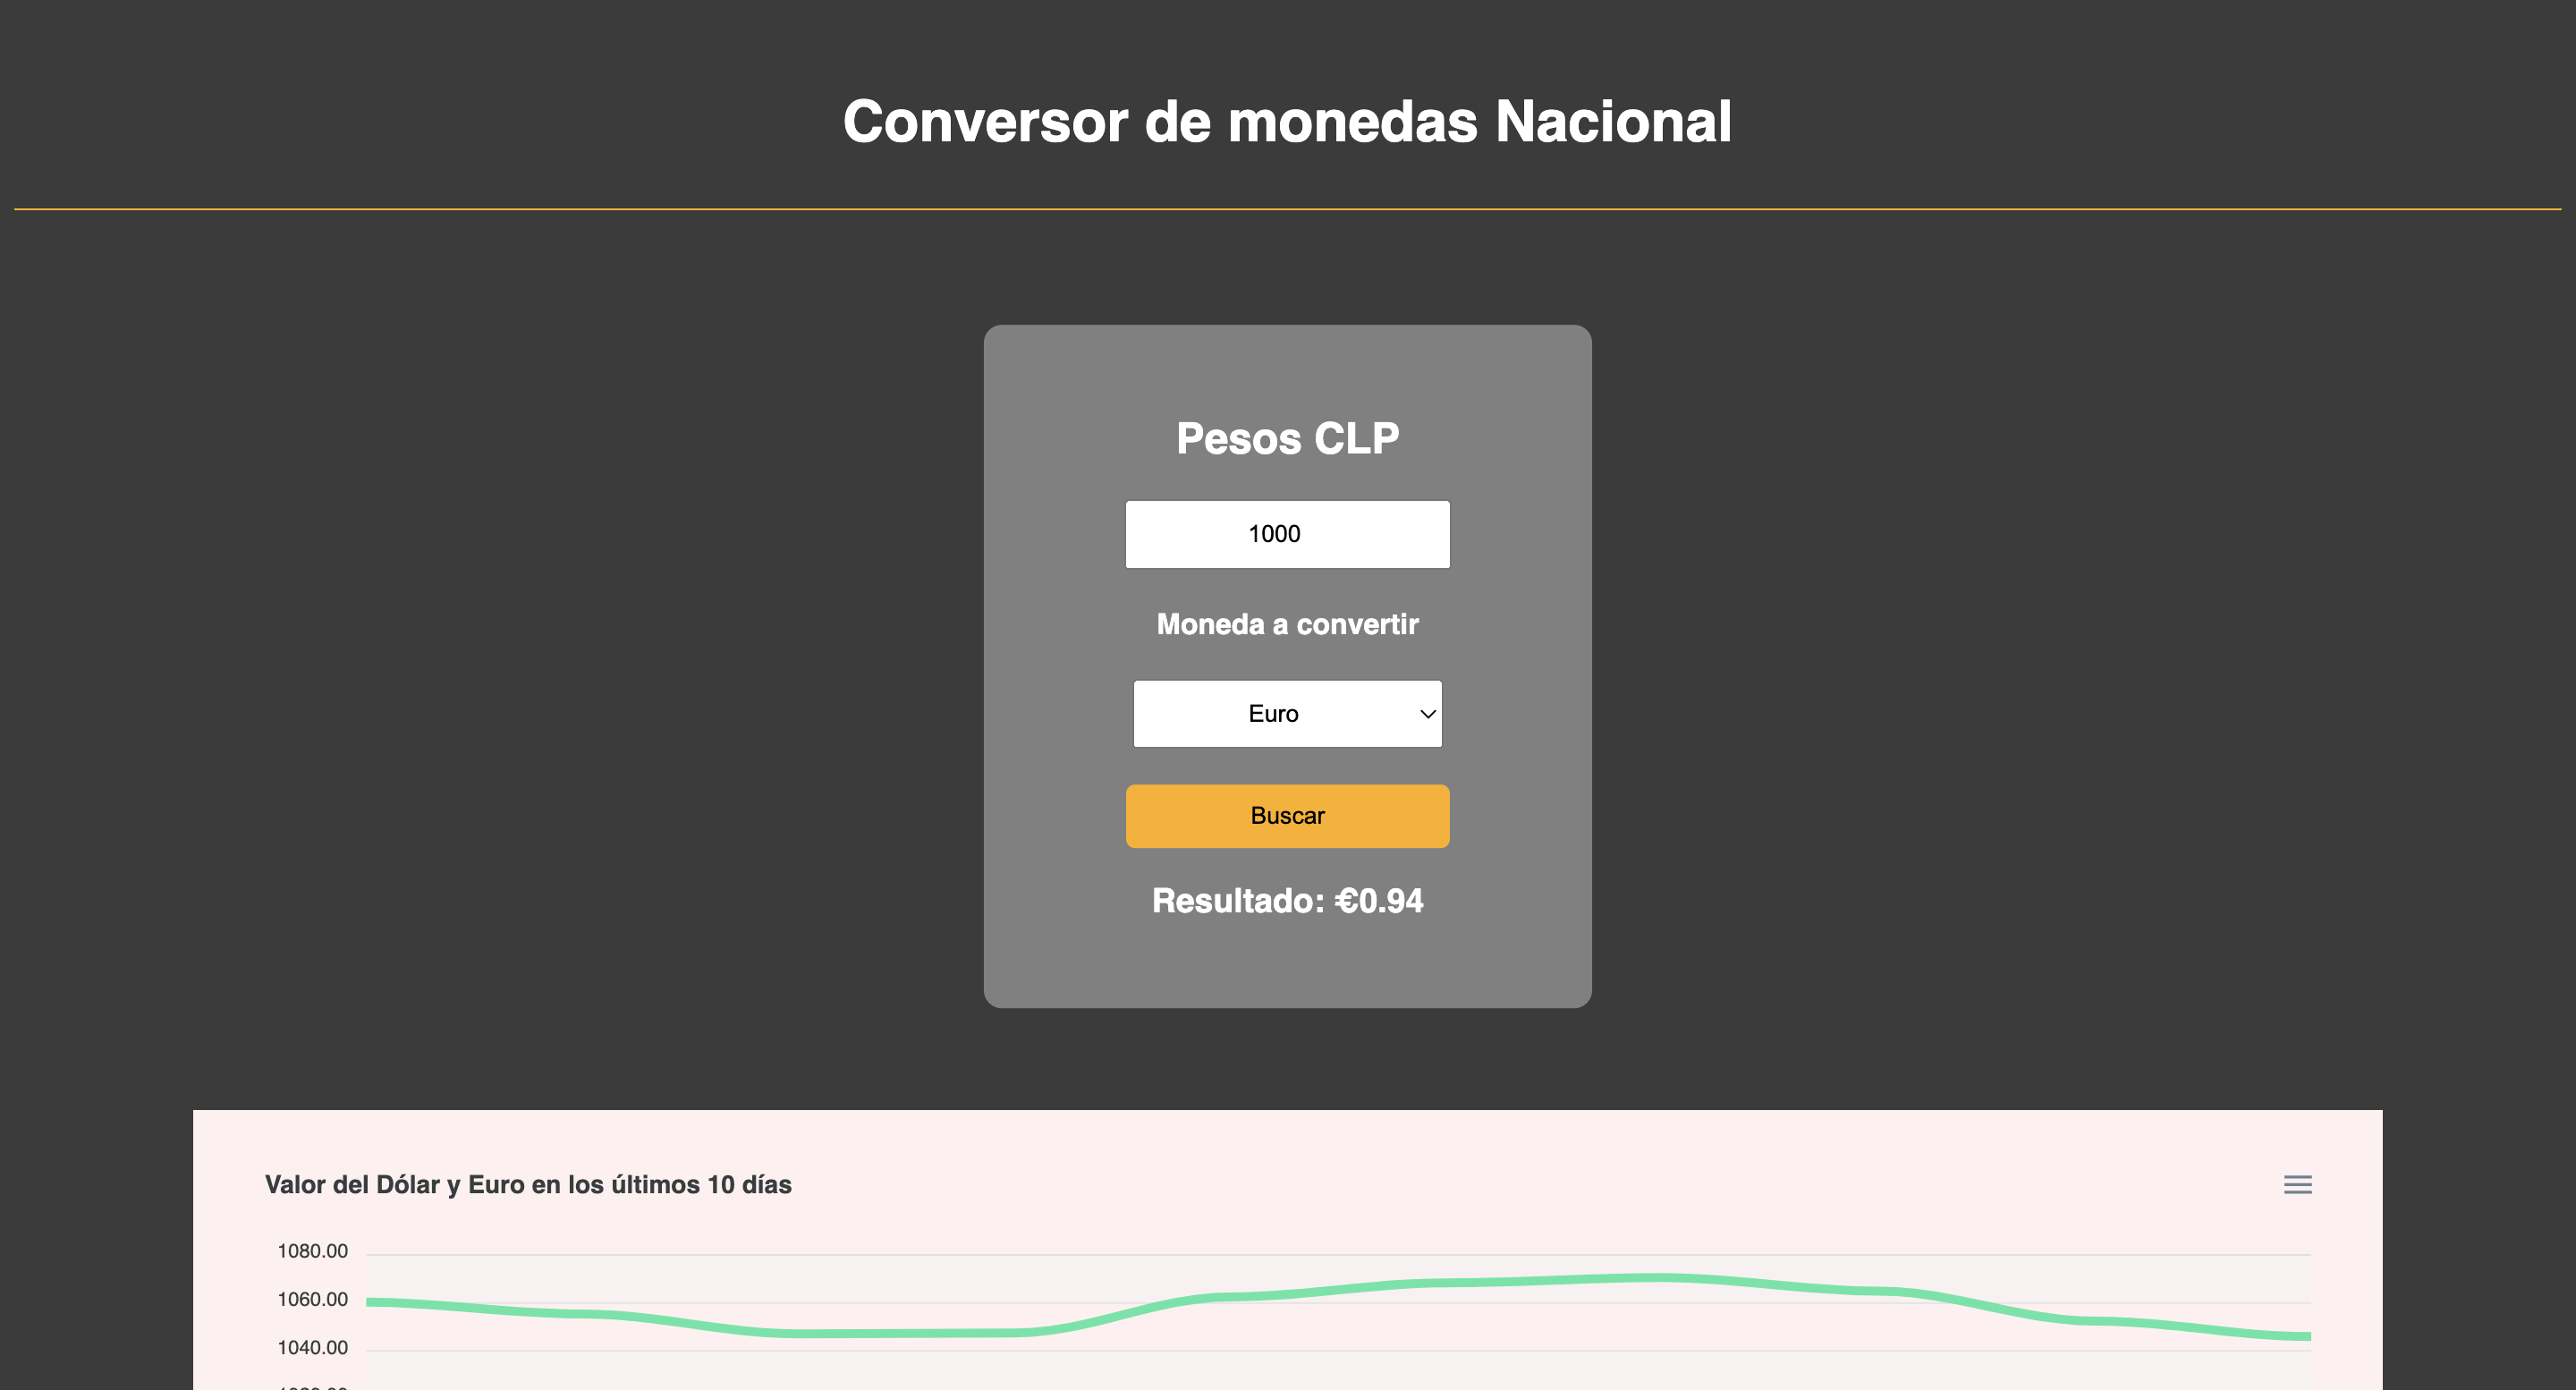 Conversor de monedas Nacional
Pesos CLP
1000
Moneda a convertir
Euro
Buscar
Resultado: €0.94
Valor del Dólar y Euro en los últimos 10 días
1080.00
1060.00
1040.00